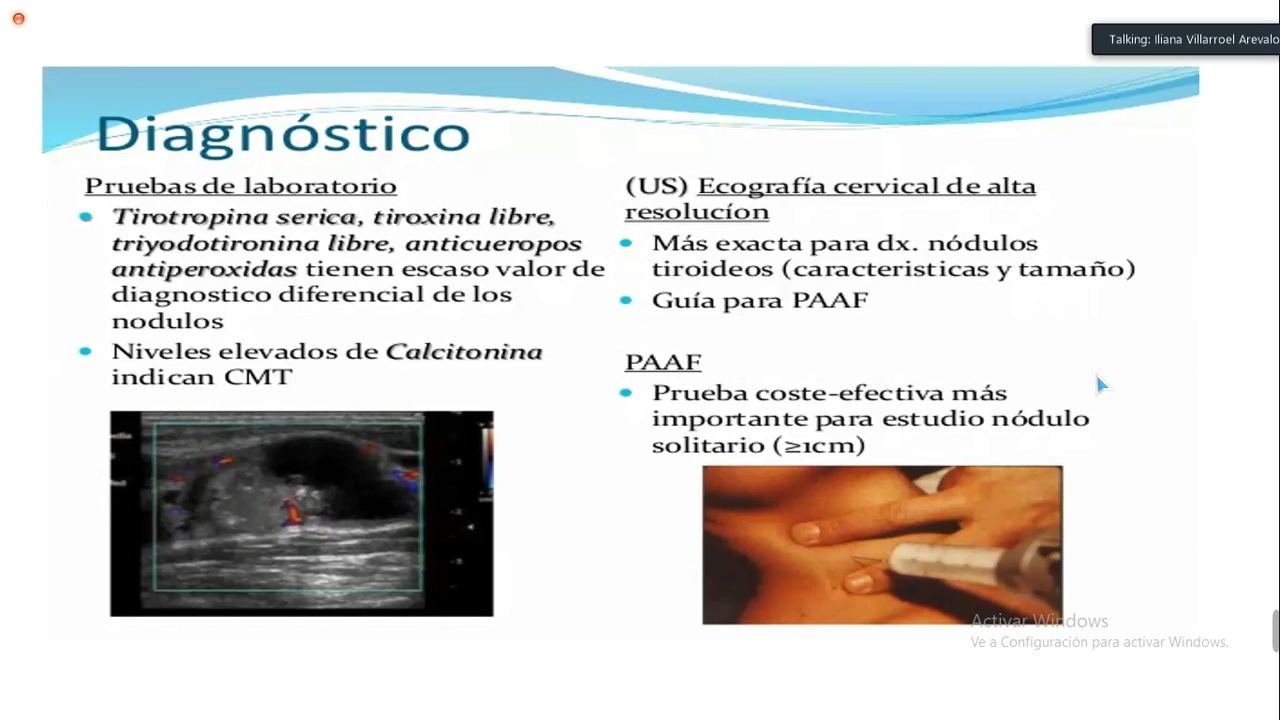 Talking: Iliana Villarroel Arevalo
Diagnóstico
Pruebas de laboratorio
Tirotropina serica, tiroxina libre,
triyodotironina libre, anticueropos
antiperoxidas tienen escaso valor de
diagnostico diferencial de los
nodulos
Niveles elevados de Calcitonina
indican CMT
(US) Ecografía cervical de alta
resolucíon
Más exacta para dx. nódulos
tiroideos (caracteristicas y tamaño)
Guía para PAAF
PAAF
Prueba coste-efectiva más
importante para estudio nódulo
solitario (≥1cm)
Activar Windows
Ve a Configuración para activar Windows.